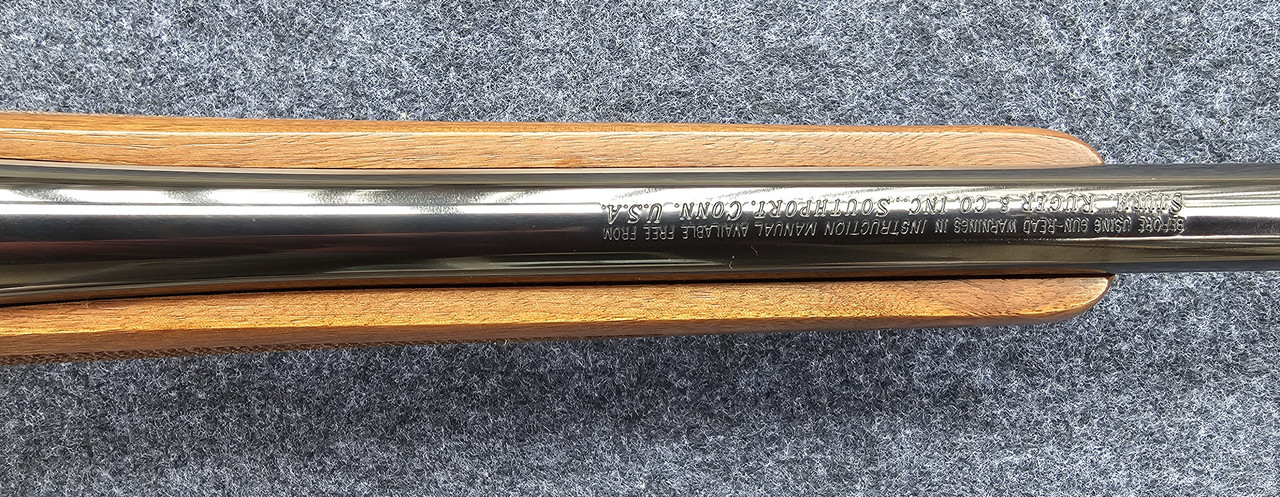 BEFORE USING GUN-READ WARNINGS IN INSTRUCTION MANUAL AVAILABLE FREE FROM
STURM, RUGER & CO. INC., SOUTHPORT, CONN. U.S.A.